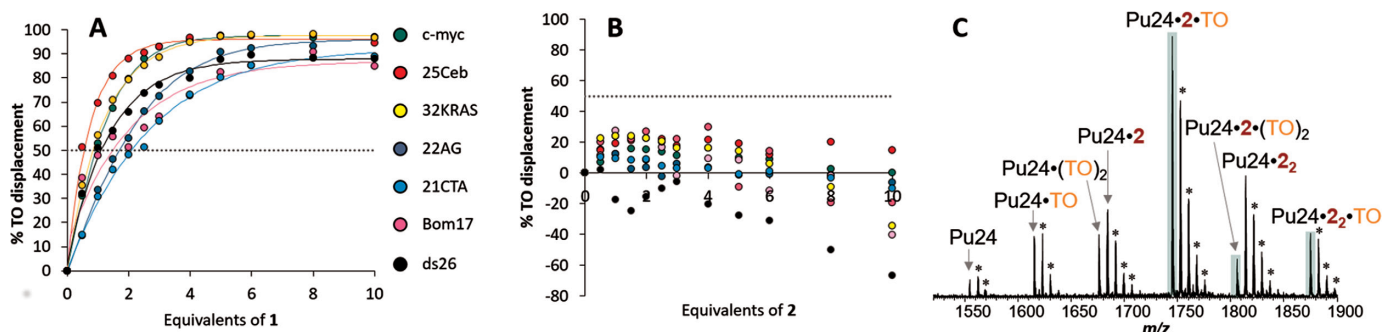 A
% TO displacement
100
90
80
70
60
50
40
30
20
10
0
0 2 4 6 8 10
Equivalents of 1
c-myc
25Ceb
32KRAS
22AG
21CTA
Bom17
ds26
B
% TO displacement
100
80
60
40
20
0
-20
-40
-60
-80
0 2 4 6 8 10
Equivalents of 2
C
Pu24•2•TO
*
Pu24•2•(TO)2
Pu24•2
Pu24•22
Pu24•(TO)2
Pu24•TO
Pu24•22•TO
Pu24
* * * * * * * * * * * * * * * * * *
1550 1600 1650 1700 1750 1800 1850 1900
m/z